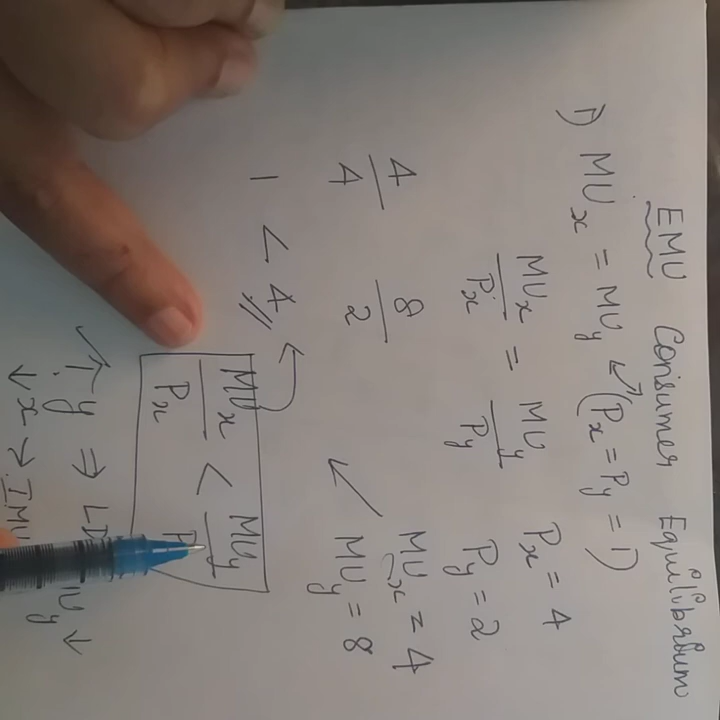 EMU Consumer Equilibrium
1) MUx = MUy (Px = Py = 1)
MUx/Px = MUy/Py
Px = 4
Py = 2
MUx = 4
MUy = 8
4/4 8/2
1 < 4
MUx/Px < MUy/
↑y ⇒ LD
↓x →